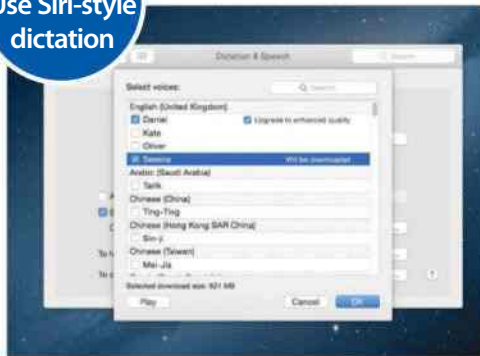 Use Siri-style
dictation
Dictation & Speech
Search
Select voices:
Search
English (United Kingdom)
Daniel
Upgrade to enhanced quality
Kate
Oliver
Serena
Will be downloaded
Arabic (Saudi Arabia)
Tarik
Chinese (China)
Ting-Ting
Chinese (Hong Kong SAR China)
Sin-ji
Chinese (Taiwan)
Mei-Jia
Selected download size: 921 MB
Play
Cancel
OK